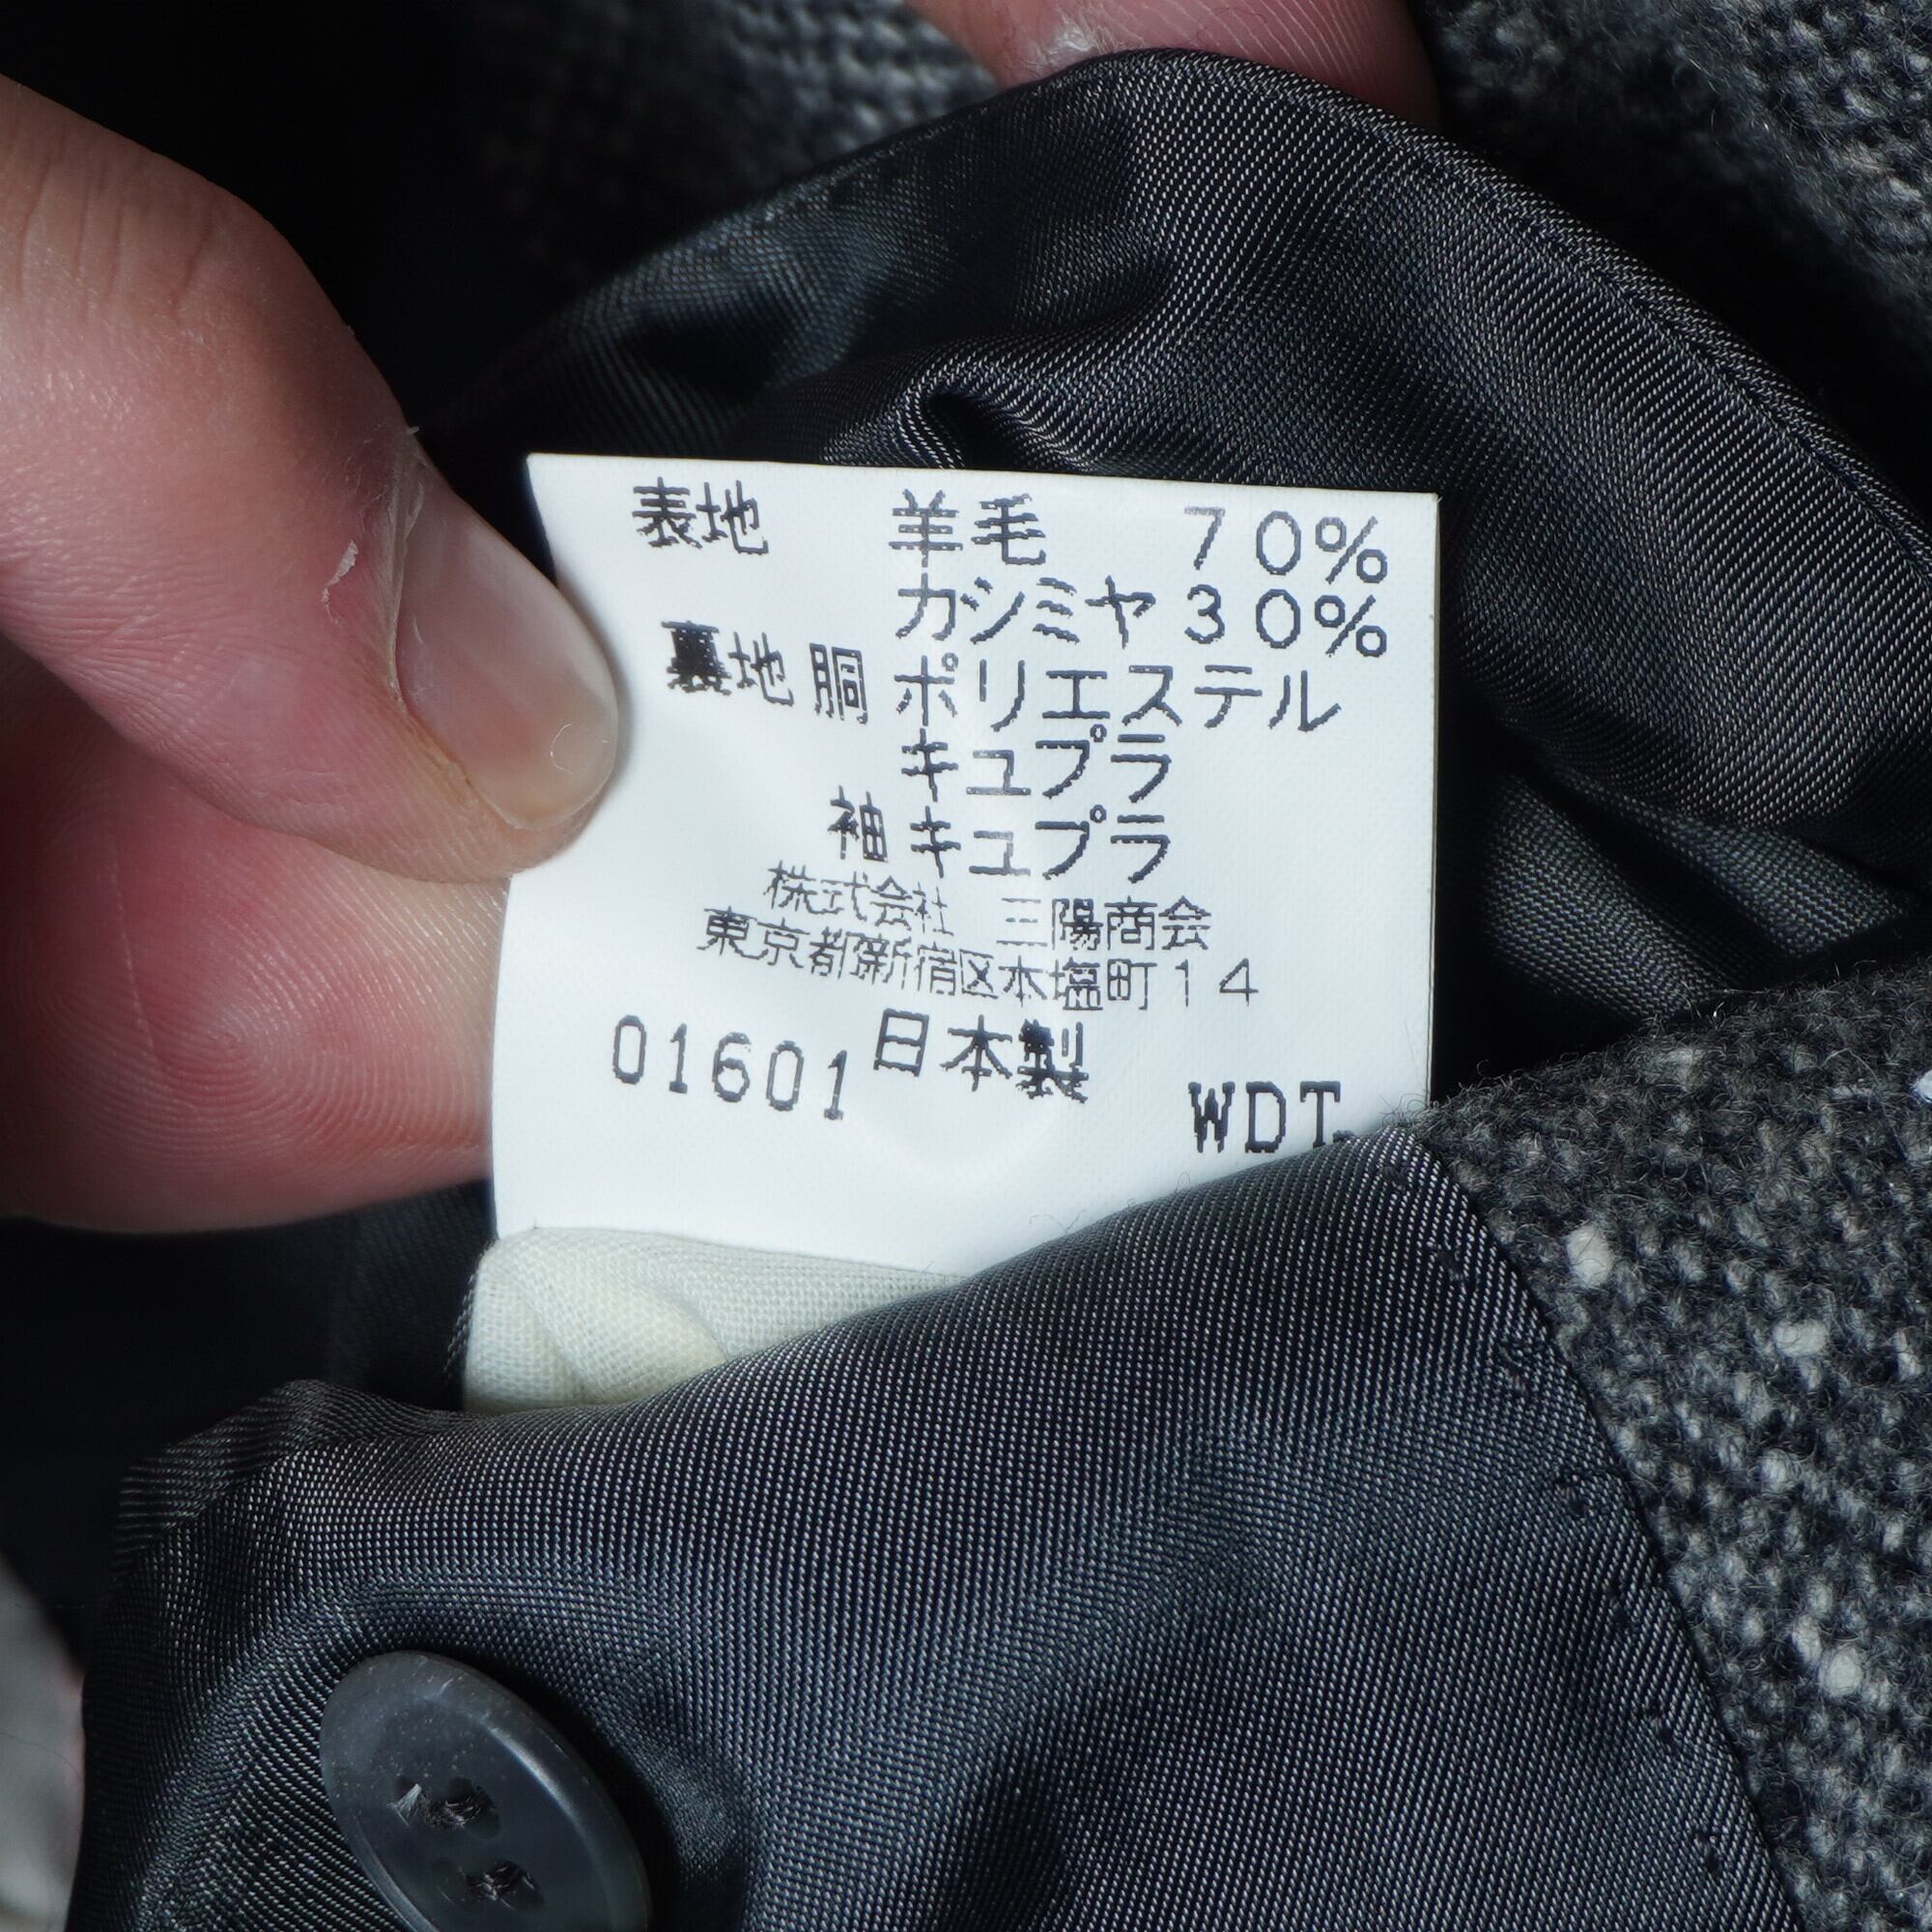 表地 羊毛 70%
カシミヤ 30%
裏地 胴 ポリエステル
キュプラ
袖 キュプラ
株式会社 三陽商会
東京都新宿区本塩町14
01601 日本製 WDT